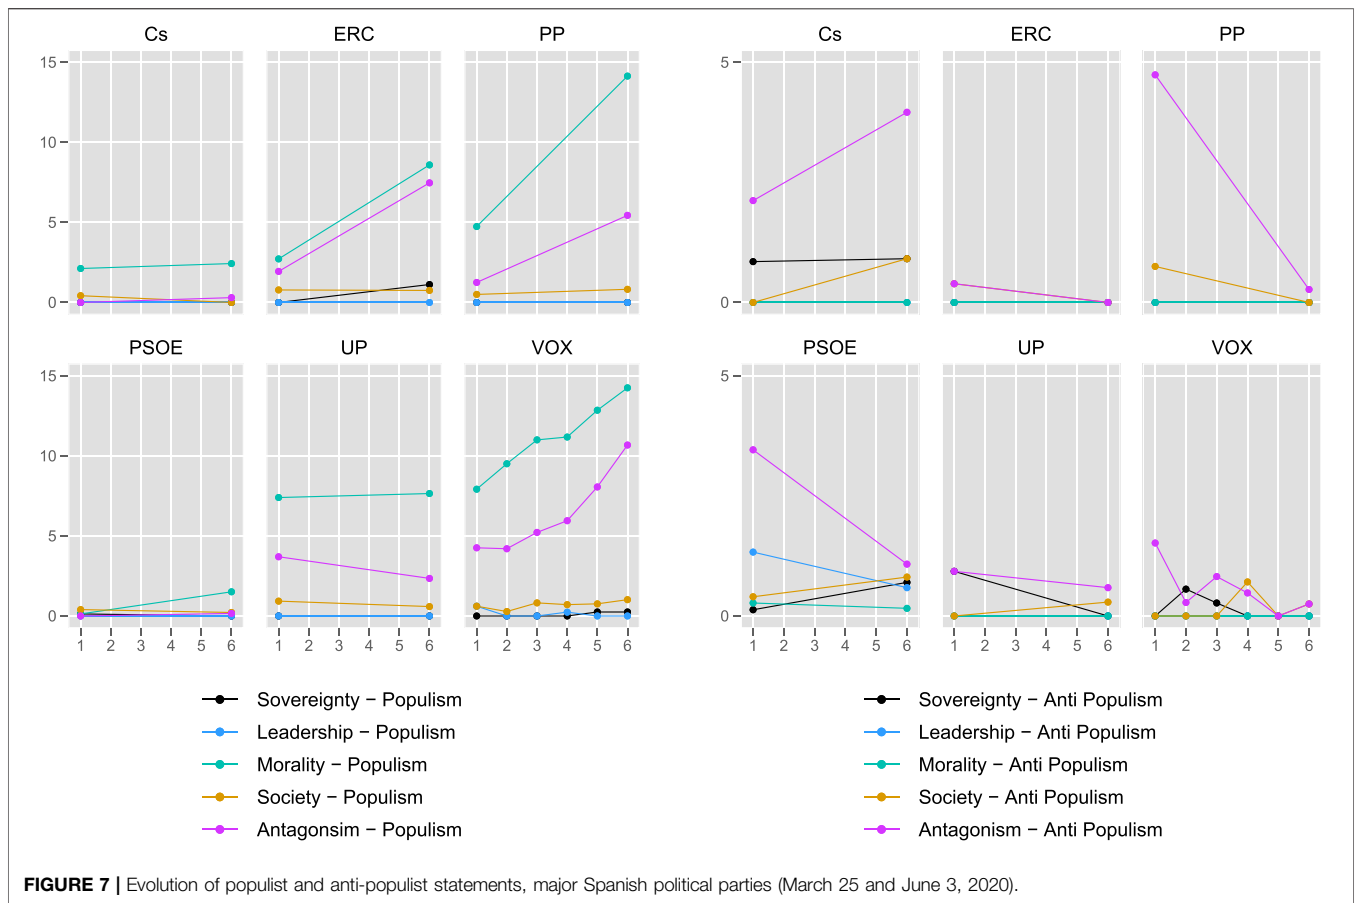 Cs ERC PP Cs ERC PP
15 5
10
5
0 0
PSOE UP VOX PSOE UP VOX
15 5
10
5
0 0
1 2 3 4 5 6 1 2 3 4 5 6 1 2 3 4 5 6 1 2 3 4 5 6 1 2 3 4 5 6 1 2 3 4 5 6
Sovereignty − Populism
Leadership − Populism
Morality − Populism
Society − Populism
Antagonsim − Populism
Sovereignty − Anti Populism
Leadership − Anti Populism
Morality − Anti Populism
Society − Anti Populism
Antagonism − Anti Populism
FIGURE 7 | Evolution of populist and anti-populist statements, major Spanish political parties (March 25 and June 3, 2020).